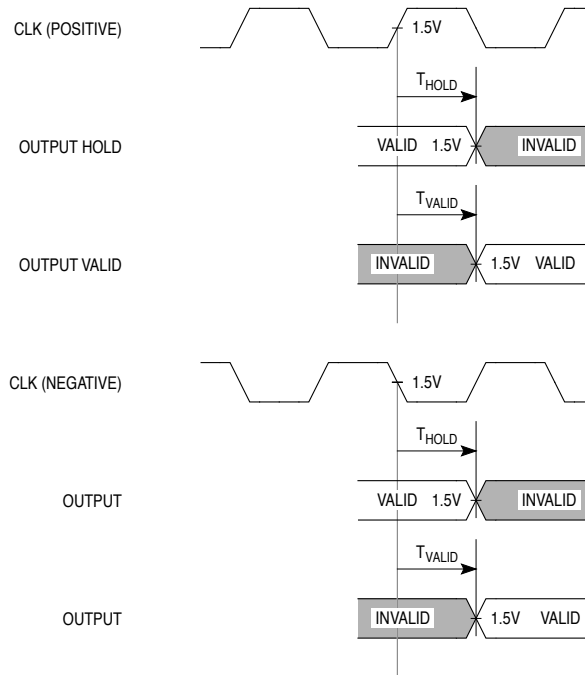 CLK (POSITIVE) 1.5V
THOLD
OUTPUT HOLD VALID 1.5V INVALID
TVALID
OUTPUT VALID INVALID 1.5V VALID
CLK (NEGATIVE) 1.5V
THOLD
OUTPUT VALID 1.5V INVALID
TVALID
OUTPUT INVALID 1.5V VALID